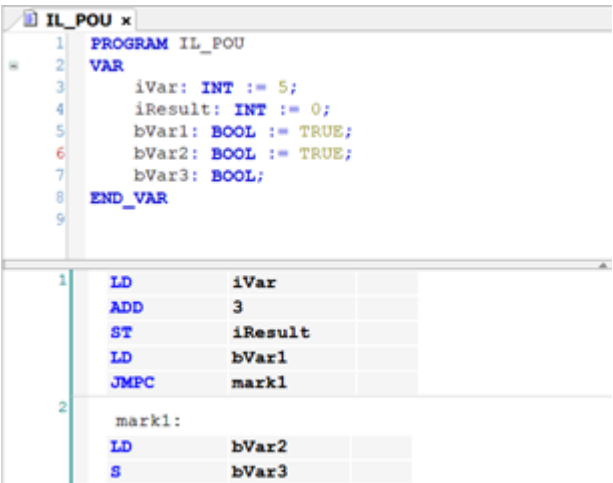 IL_POU x
1 PROGRAM IL_POU
2 VAR
3 iVar: INT := 5;
4 iResult: INT := 0;
5 bVar1: BOOL := TRUE;
6 bVar2: BOOL := TRUE;
7 bVar3: BOOL;
8 END_VAR
9
1 LD iVar
ADD 3
ST iResult
LD bVar1
JMPC mark1
2
mark1:
LD bVar2
S bVar3